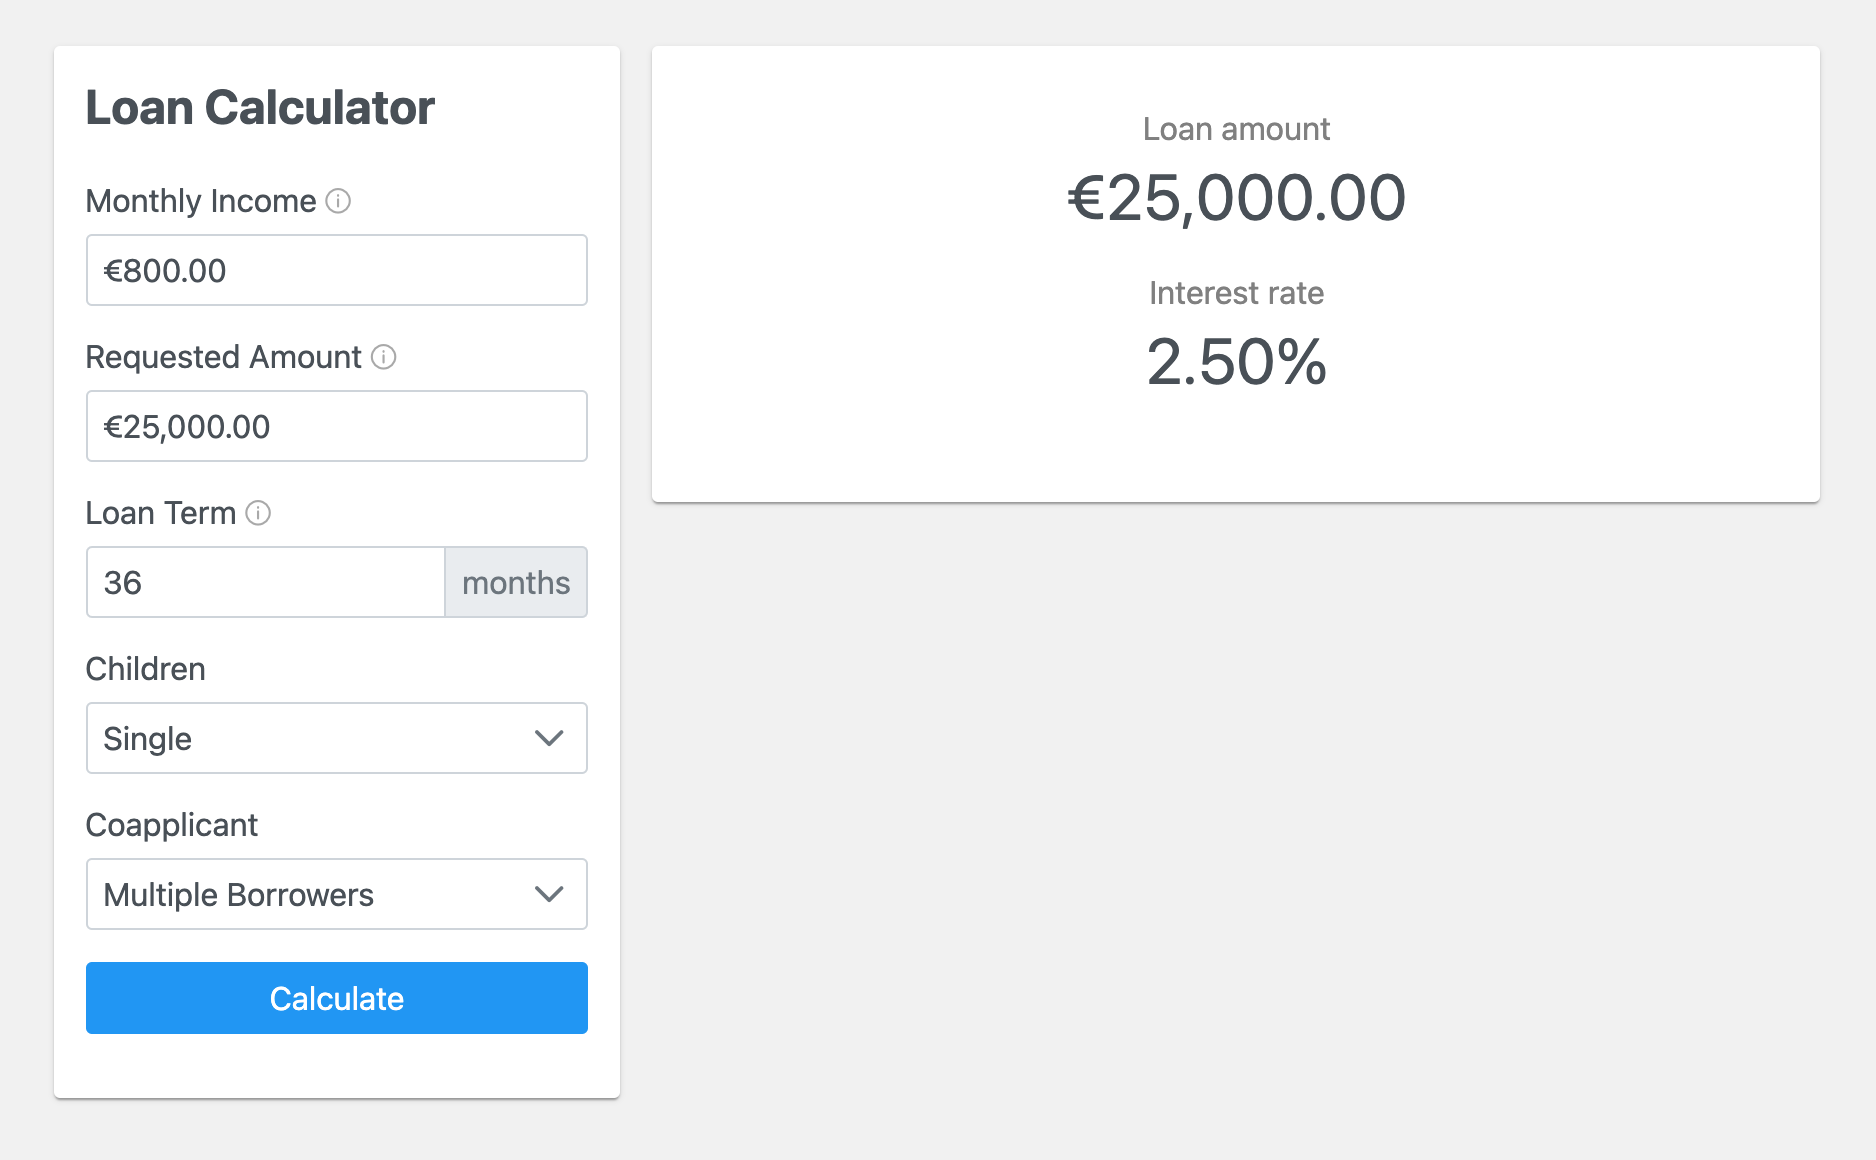 Loan Calculator
Monthly Income
€800.00
Requested Amount
€25,000.00
Loan Term
36 months
Children
Single
Coapplicant
Multiple Borrowers
Calculate
Loan amount
€25,000.00
Interest rate
2.50%